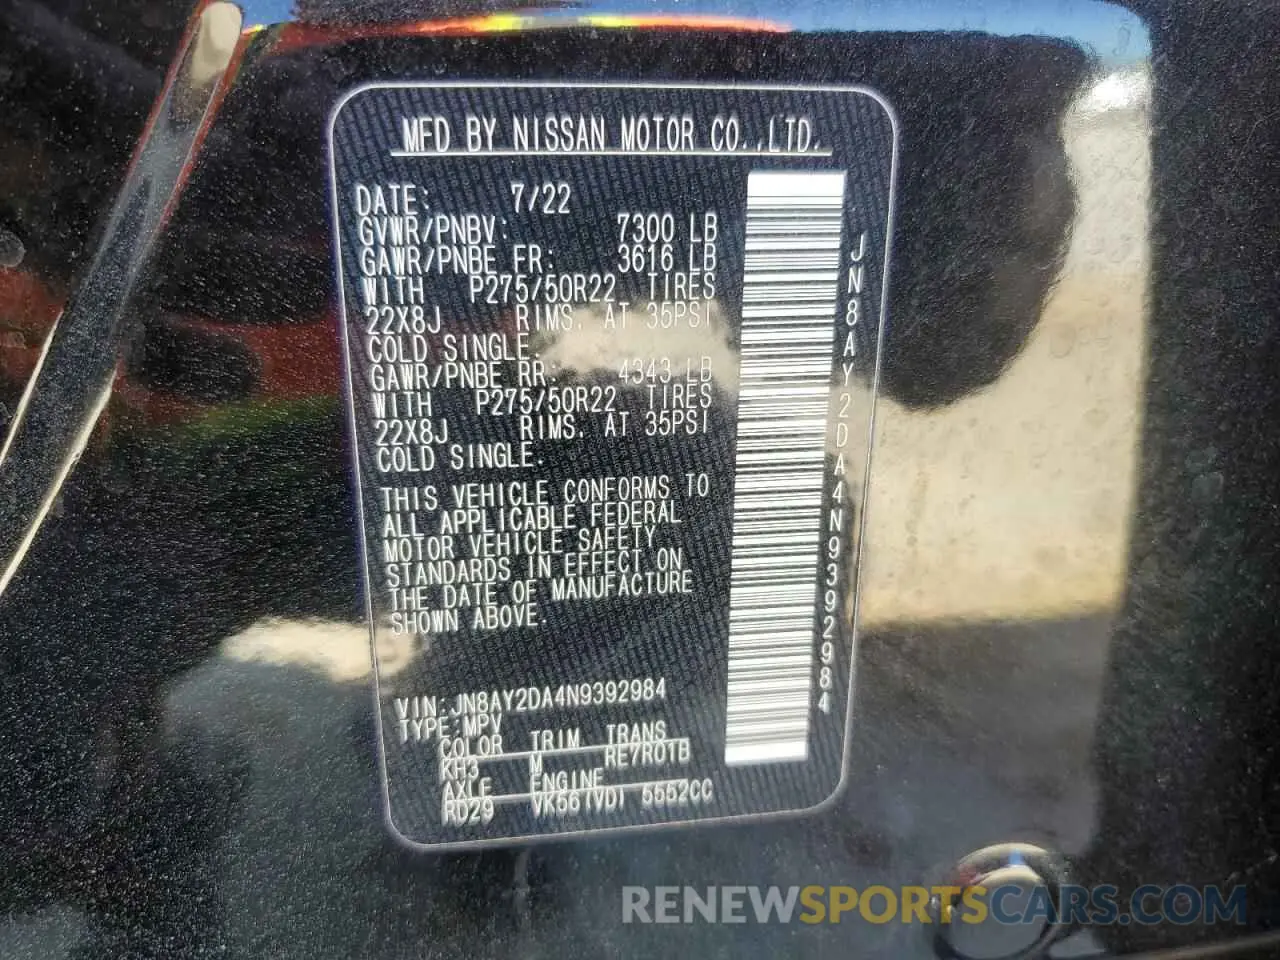 MFD BY NISSAN MOTOR CO.,LTD.
DATE: 7/22
GVWR/PNBV: 7300 LB
GAWR/PNBE FR: 3616 LB
WITH P275/50R22 TIRES
22X8J RIMS. AT 35PSI
COLD SINGLE.
GAWR/PNBE RR: 4343 LB
WITH P275/50R22 TIRES
22X8J RIMS. AT 35PSI
COLD SINGLE.
THIS VEHICLE CONFORMS TO
ALL APPLICABLE FEDERAL
MOTOR VEHICLE SAFETY
STANDARDS IN EFFECT ON
THE DATE OF MANUFACTURE
SHOWN ABOVE.
VIN:JN8AY2DA4N9392984
TYPE:MPV
COLOR TRIM TRANS
KH3 M RE7R01B
AXLE ENGINE
RD29 VK56(VD) 5552CC
JN8AY2DA4N9392984
RENEWSPORTSCARS.COM